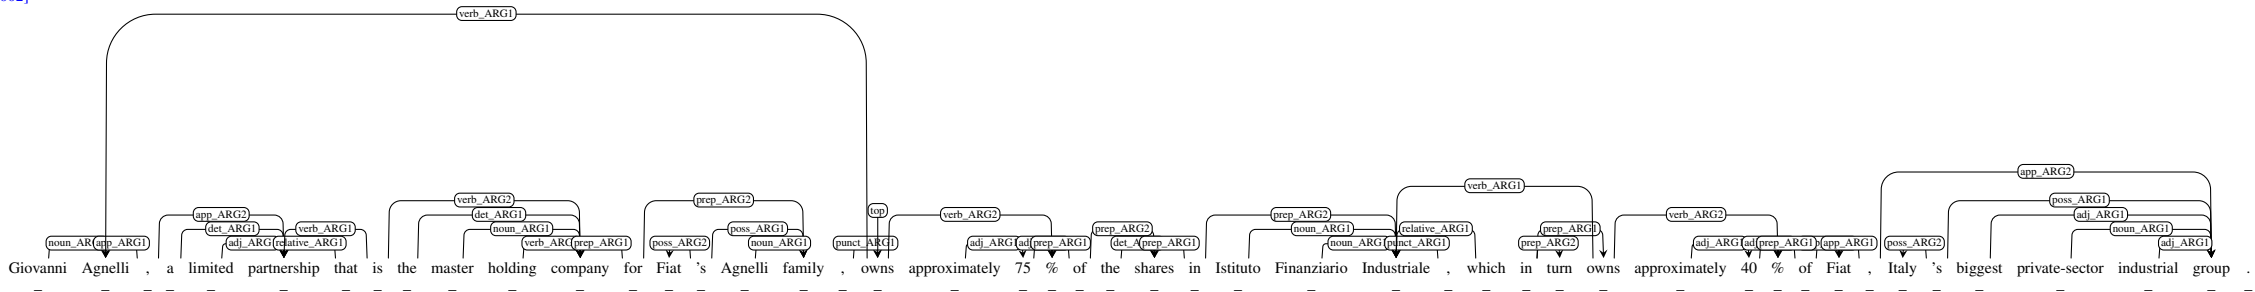 002]
verb_ARG1
app_ARG2
verb_ARG2 prep_ARG2 verb_ARG1 poss_ARG1
top
app_ARG2 det_ARG1 verb_ARG2 prep_ARG2 verb_ARG2 adj_ARG1
det_ARG1 verb_ARG1 noun_ARG1 poss_ARG1 prep_ARG2 noun_ARG1 relative_ARG1 prep_ARG1 noun_ARG1
app_ARG1 relative_ARG1 prep_ARG1 poss_ARG2 noun_ARG1 punct_ARG1 prep_ARG1 prep_ARG1 punct_ARG1 prep_ARG2 prep_ARG1 app_ARG1 poss_ARG2 adj_ARG1
Giovanni Agnelli , a limited partnership that is the master holding company for Fiat 's Agnelli family , owns approximately 75 % of the shares in Istituto Finanziario Industriale , which in turn owns approximately 40 % of Fiat , Italy 's biggest private-sector industrial group .